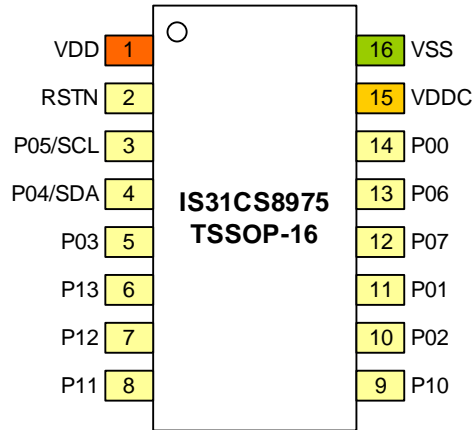 VDD 1 16 VSS
RSTN 2 15 VDDC
P05/SCL 3 14 P00
P04/SDA 4 13 P06
IS31CS8975
TSSOP-16
P03 5 12 P07
P13 6 11 P01
P12 7 10 P02
P11 8 9 P10